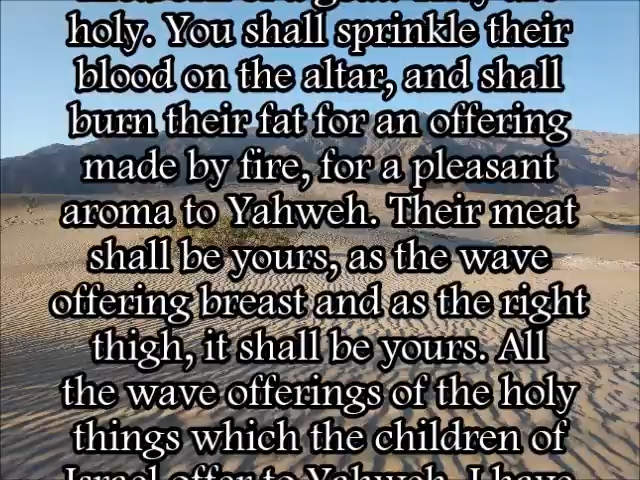 holy. You shall sprinkle their
blood on the altar, and shall
burn their fat for an offering
made by fire, for a pleasant
aroma to Yahweh. Their meat
shall be yours, as the wave
offering breast and as the right
thigh, it shall be yours. All
the wave offerings of the holy
things which the children of
Israel offer to Yahweh, I have